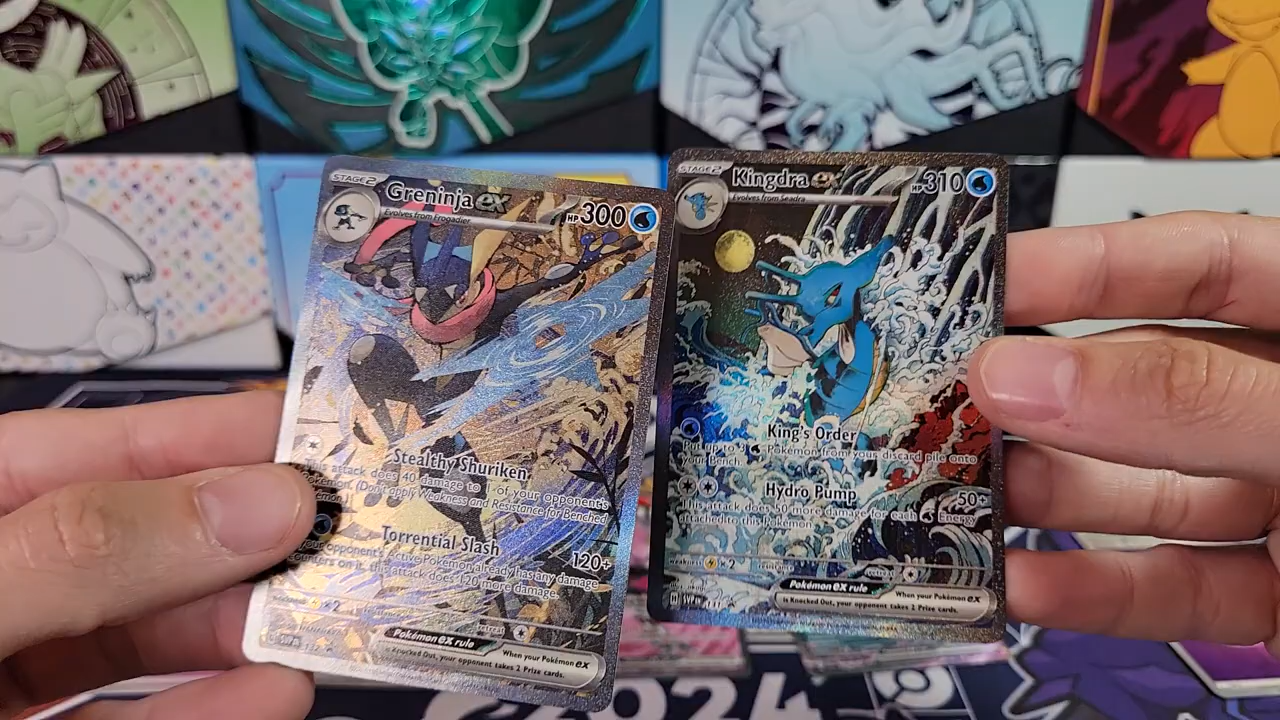 STAGE 2
Greninja ex
HP 300
Evolves from Frogadier
Stealthy Shuriken
This attack does 40 damage to 1 of your opponent's
Pokémon. (Don't apply Weakness and Resistance for Benched
Pokémon.)
Torrential Slash
120+
your opponent's Active Pokémon already has any damage
counters on it, this attack does 120 more damage.
×2
retreat
Pokémon ex rule
When your Pokémon ex
is Knocked Out, your opponent takes 2 Prize cards.
STAGE 2
Kingdra ex
HP 310
Evolves from Seadra
King's Order
Put up to 3 Pokémon from your discard pile onto
your Bench.
Hydro Pump
50+
This attack does 50 more damage for each Energy
attached to this Pokémon.
weakness ×2
retreat
Pokémon ex rule
When your Pokémon ex
is Knocked Out, your opponent takes 2 Prize cards.
2024